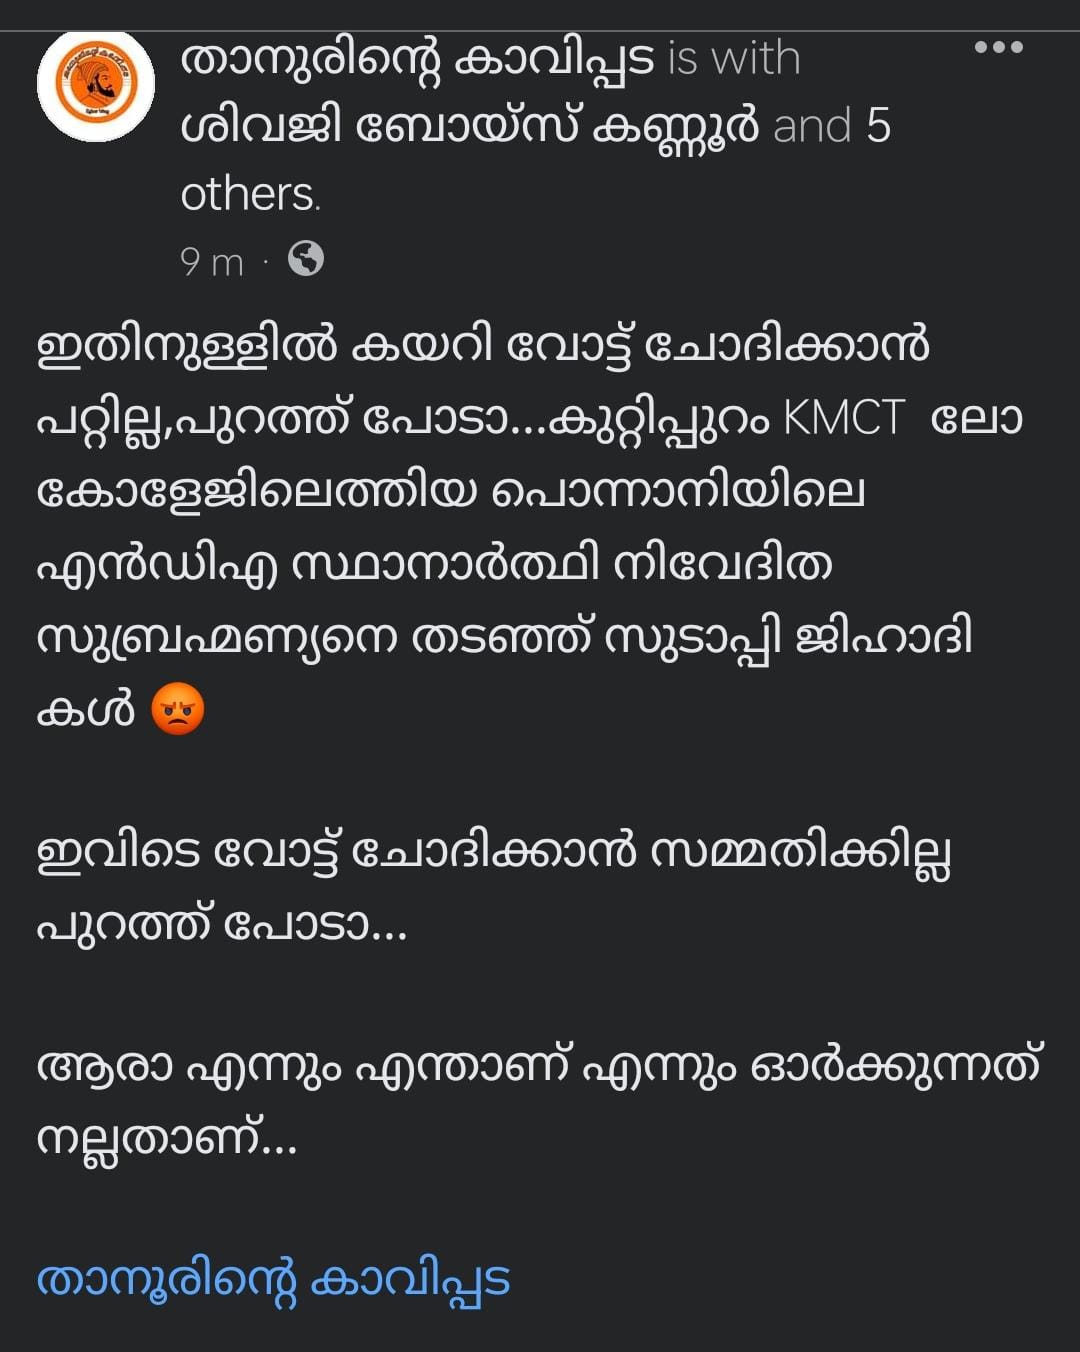 താനുരിൻ്റെ കാവിപ്പട is with
ശിവജി ബോയ്സ് കണ്ണൂർ and 5
others.
9 m ·
ഇതിനുള്ളിൽ കയറി വോട്ട് ചോദിക്കാൻ
പറ്റില്ല,പുറത്ത് പോടാ...കുറ്റിപ്പുറം KMCT ലോ
കോളേജിലെത്തിയ പൊന്നാനിയിലെ
എൻഡിഎ സ്ഥാനാർത്ഥി നിവേദിത
സുബ്രഹ്മണ്യനെ തടഞ്ഞ് സുടാപ്പി ജിഹാദി
കൾ 😡
ഇവിടെ വോട്ട് ചോദിക്കാൻ സമ്മതിക്കില്ല
പുറത്ത് പോടാ...
ആരാ എന്നും എന്താണ് എന്നും ഓർക്കുന്നത്
നല്ലതാണ്...
താനൂരിൻ്റെ കാവിപ്പട